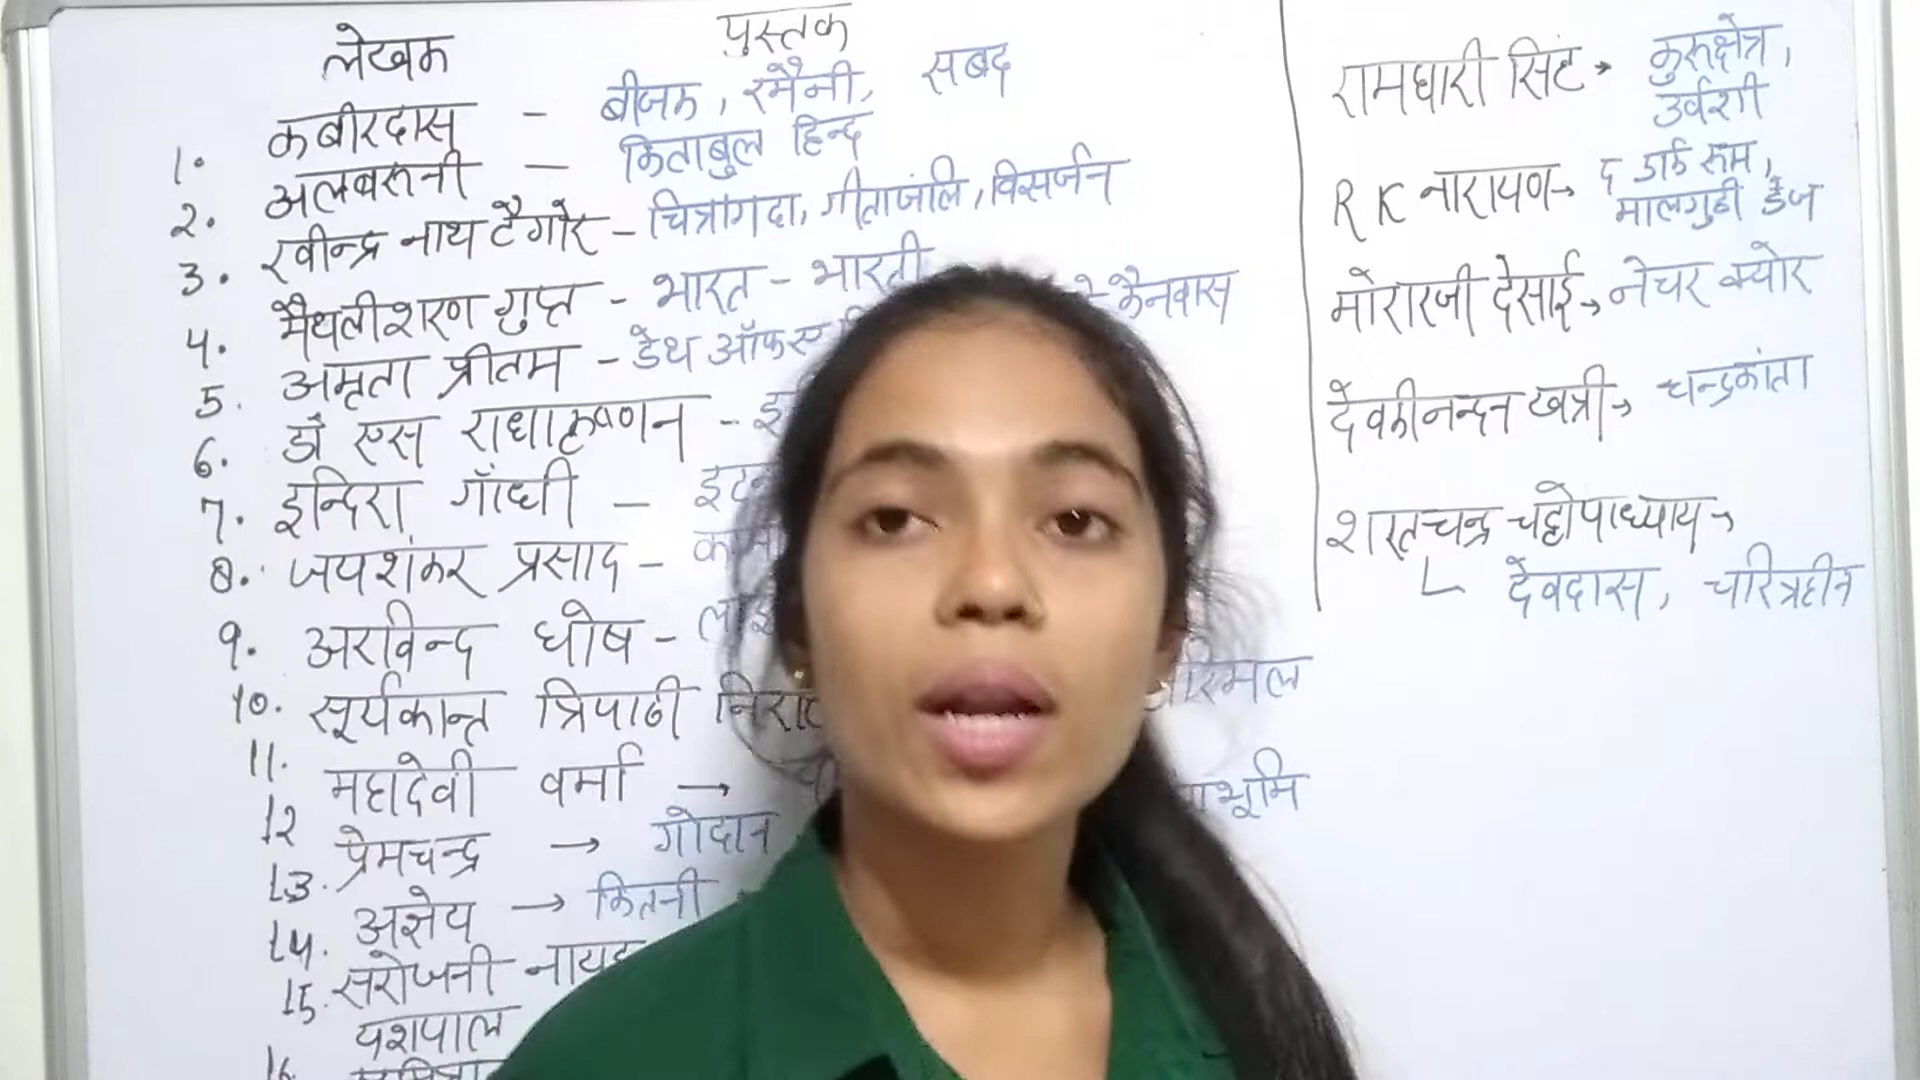 लेखक पुस्तक
1. कबीरदास - बीजक, रमैनी, सबद
2. अलबरूनी - किताबुल हिन्द
3. रवीन्द्र नाथ टैगोर - चित्रांगदा, गीतांजलि, विसर्जन
4. मैथलीशरण गुप्त - भारत - भारती
5. अमृता प्रीतम - डेथ ऑफ कैनवास
6. डॉ एस राधाकृष्णन -
7. इन्दिरा गाँधी -
8. जयशंकर प्रसाद -
9. अरविन्द घोष -
10. सूर्यकान्त त्रिपाठी
11. महादेवी वर्मा →
12 प्रेमचन्द्र → गोदान
13. अज्ञेय → कितनी
14. सरोजनी
15. यशपाल
16.
रामधारी सिंह → कुरुक्षेत्र,
उर्वशी
R K नारायण → द डार्क रूम,
मालगुडी डेज
मोरारजी देसाई → नेचर क्योर
देवकीनन्दन खत्री → चन्द्रकांता
शरतचन्द्र चट्टोपाध्याय →
देवदास, चरित्रहीन